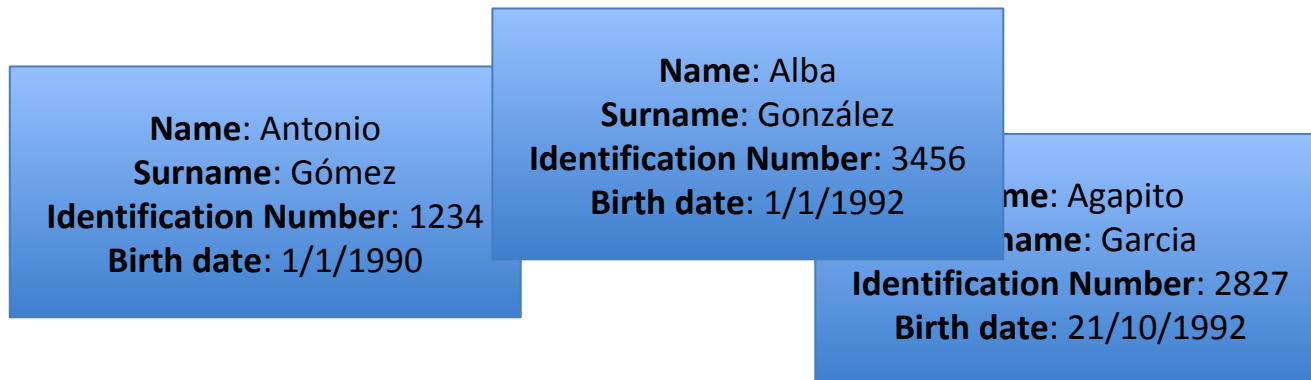 Name: Antonio
Surname: Gómez
Identification Number: 1234
Birth date: 1/1/1990
Name: Alba
Surname: González
Identification Number: 3456
Birth date: 1/1/1992
me: Agapito
name: Garcia
Identification Number: 2827
Birth date: 21/10/1992